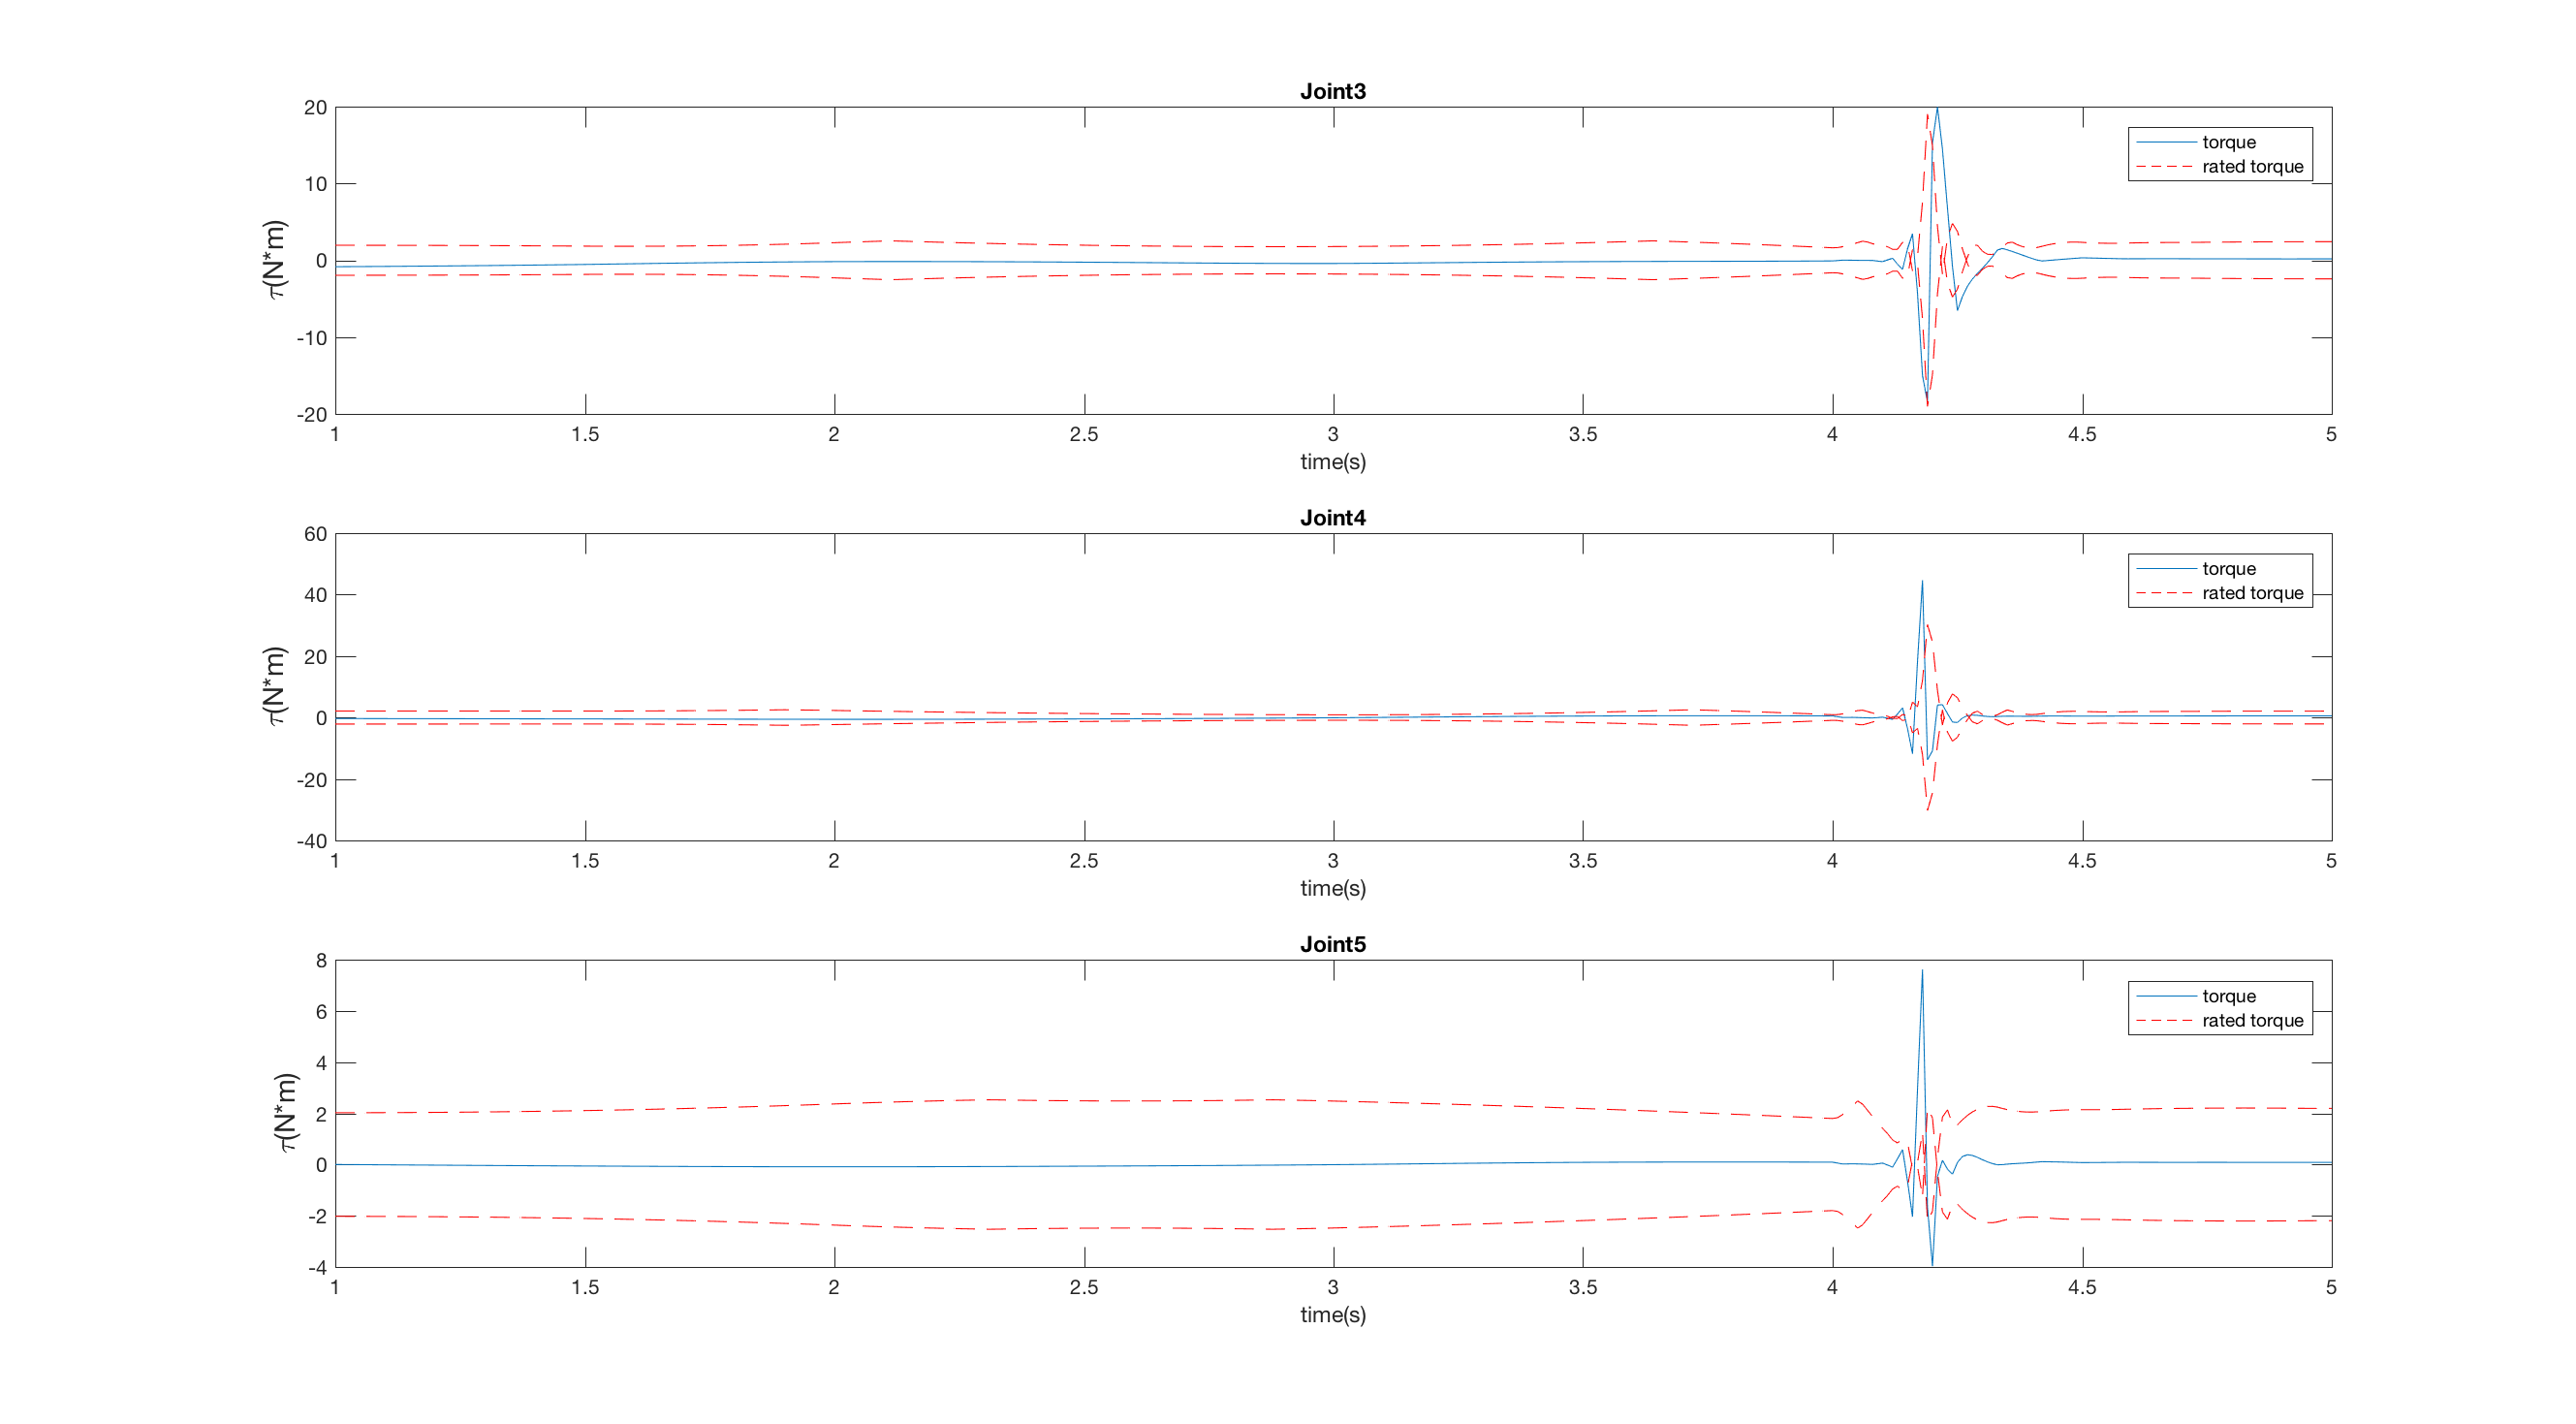 Joint3
20
10
0
-10
-20
τ(N*m)
torque
rated torque
1 1.5 2 2.5 3 3.5 4 4.5 5
time(s)
Joint4
60
40
20
0
-20
-40
τ(N*m)
torque
rated torque
1 1.5 2 2.5 3 3.5 4 4.5 5
time(s)
Joint5
8
6
4
2
0
-2
-4
τ(N*m)
torque
rated torque
1 1.5 2 2.5 3 3.5 4 4.5 5
time(s)